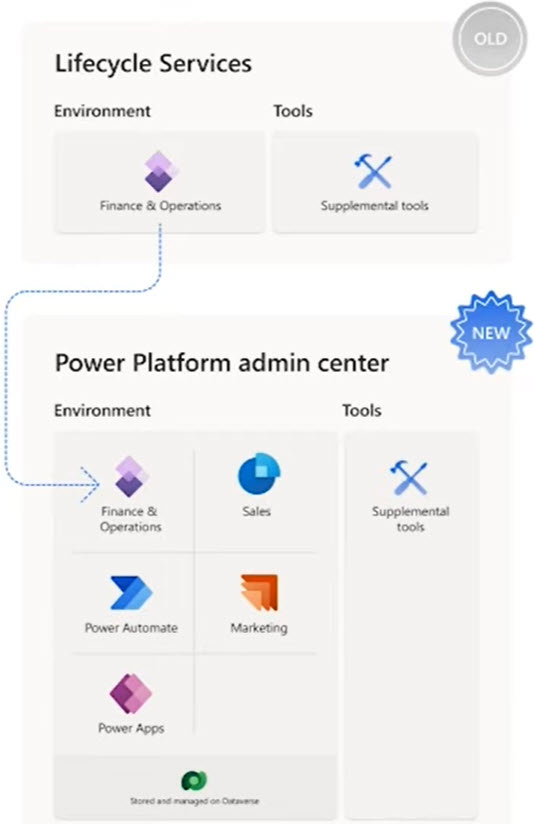 OLD
Lifecycle Services
Environment
Tools
Finance & Operations
Supplemental tools
NEW
Power Platform admin center
Environment
Tools
Finance &
Operations
Sales
Supplemental
tools
Power Automate
Marketing
Power Apps
Stored and managed on Dataverse